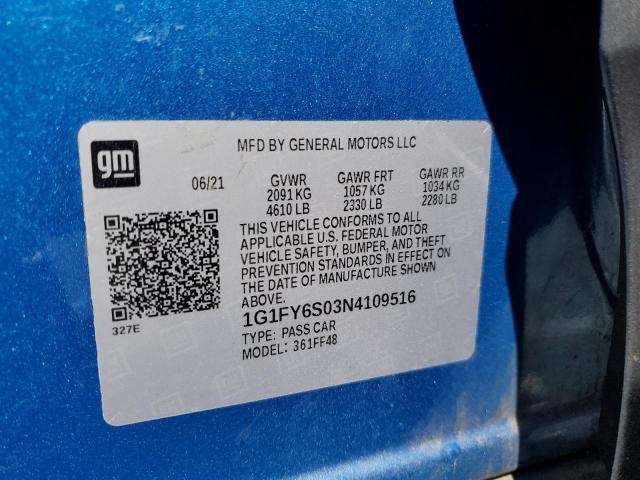 gm
MFD BY GENERAL MOTORS LLC
06/21
GVWR GAWR FRT GAWR RR
2091 KG 1057 KG 1034 KG
4610 LB 2330 LB 2280 LB
THIS VEHICLE CONFORMS TO ALL
APPLICABLE U.S. FEDERAL MOTOR
VEHICLE SAFETY, BUMPER, AND THEFT
PREVENTION STANDARDS IN EFFECT ON
THE DATE OF MANUFACTURE SHOWN
ABOVE.
327E
1G1FY6S03N4109516
TYPE: PASS CAR
MODEL: 361FF48